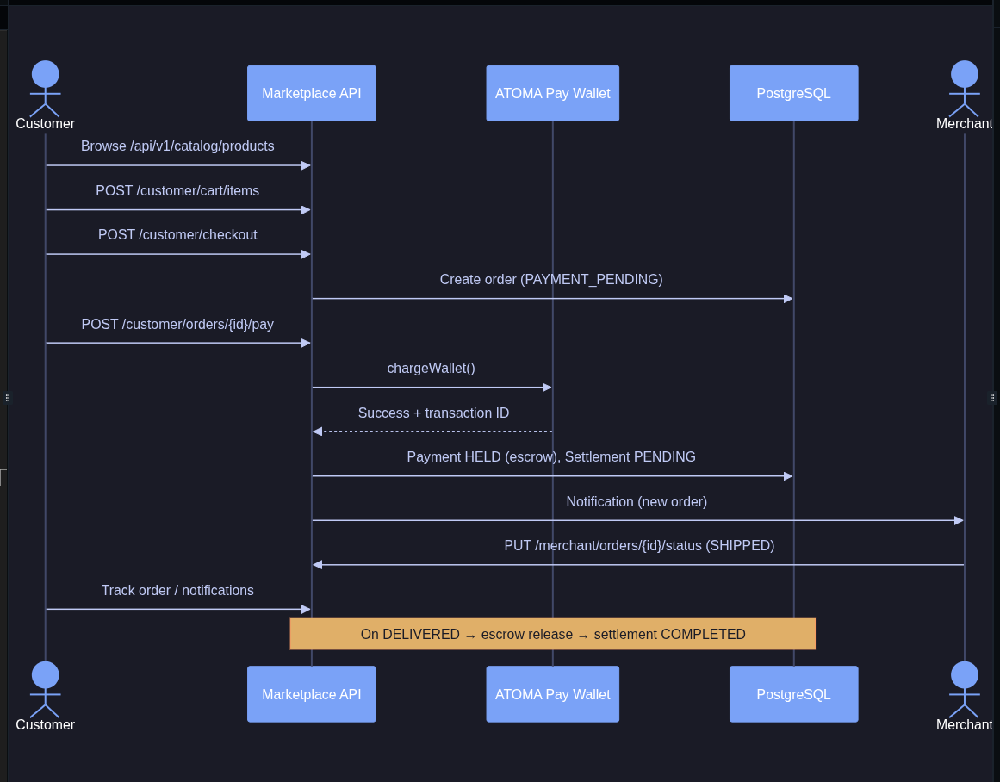 Customer
Marketplace API
ATOMA Pay Wallet
PostgreSQL
Merchant
Browse /api/v1/catalog/products
POST /customer/cart/items
POST /customer/checkout
Create order (PAYMENT_PENDING)
POST /customer/orders/{id}/pay
chargeWallet()
Success + transaction ID
Payment HELD (escrow), Settlement PENDING
Notification (new order)
PUT /merchant/orders/{id}/status (SHIPPED)
Track order / notifications
On DELIVERED → escrow release → settlement COMPLETED
Customer
Marketplace API
ATOMA Pay Wallet
PostgreSQL
Merchant